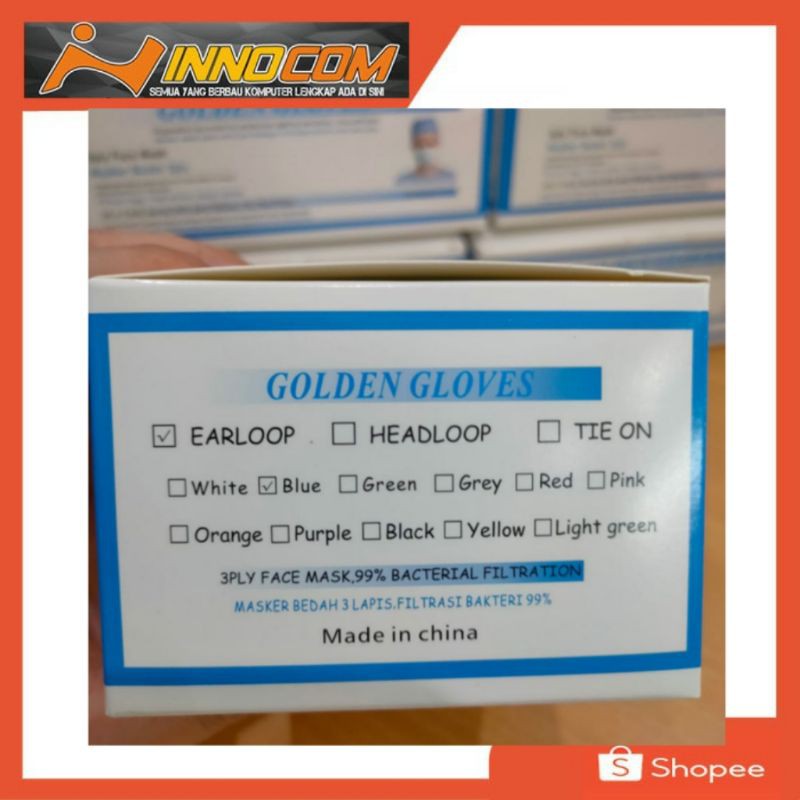 INNOCOM
SEMUA YANG BERBAU KOMPUTER LENGKAP ADA DI SINI
GOLDEN GLOVES
☑ EARLOOP ☐ HEADLOOP ☐ TIE ON
☐ White ☑ Blue ☐ Green ☐ Grey ☐ Red ☐ Pink
☐ Orange ☐ Purple ☐ Black ☐ Yellow ☐ Light green
3PLY FACE MASK,99% BACTERIAL FILTRATION
MASKER BEDAH 3 LAPIS.FILTRASI BAKTERI 99%
Made in china
S Shopee